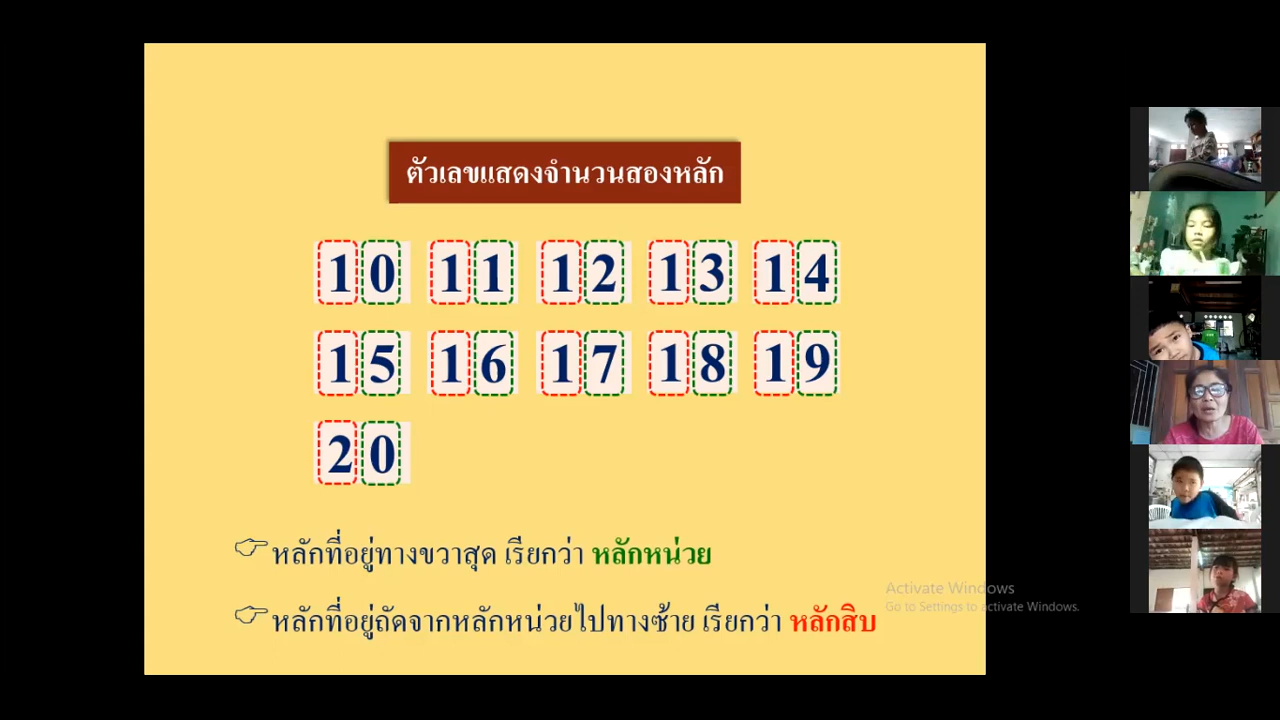 ตัวเลขแสดงจำนวนสองหลัก
10 11 12 13 14
15 16 17 18 19
20
หลักที่อยู่ทางขวาสุด เรียกว่า หลักหน่วย
หลักที่อยู่ถัดจากหลักหน่วยไปทางซ้าย เรียกว่า หลักสิบ
Activate Windows
Go to Settings to activate Windows.